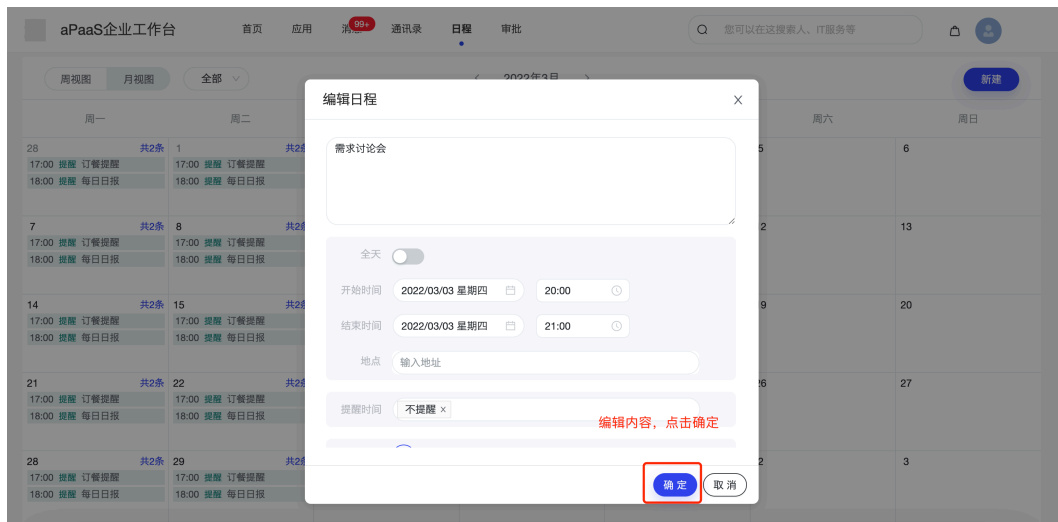 aPaaS企业工作台 首页 应用 消息 99+ 通讯录 日程 审批 您可以在这搜索人、IT服务等
周视图 月视图 全部 2022年3月 新建
编辑日程
周一 周二 周六 周日
需求讨论会
28 共2条 1 共2条 5 6
17:00 提醒 订餐提醒 17:00 提醒 订餐提醒
18:00 提醒 每日日报 18:00 提醒 每日日报
7 共2条 8 共2条 2 13
17:00 提醒 订餐提醒 17:00 提醒 订餐提醒
18:00 提醒 每日日报 18:00 提醒 每日日报
全天
开始时间 2022/03/03 星期四 20:00
14 共2条 15 共2条 9 20
17:00 提醒 订餐提醒 17:00 提醒 订餐提醒
18:00 提醒 每日日报 18:00 提醒 每日日报
结束时间 2022/03/03 星期四 21:00
地点 输入地址
21 共2条 22 共2条 26 27
17:00 提醒 订餐提醒 17:00 提醒 订餐提醒
18:00 提醒 每日日报 18:00 提醒 每日日报
提醒时间 不提醒 x
编辑内容，点击确定
28 共2条 29 共2条 2 3
17:00 提醒 订餐提醒 17:00 提醒 订餐提醒
18:00 提醒 每日日报 18:00 提醒 每日日报
确 定 取 消